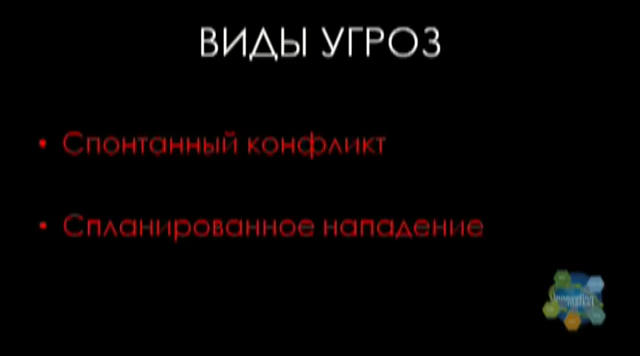 ВИДЫ УГРОЗ
• Спонтанный конфликт
• Спланированное нападение